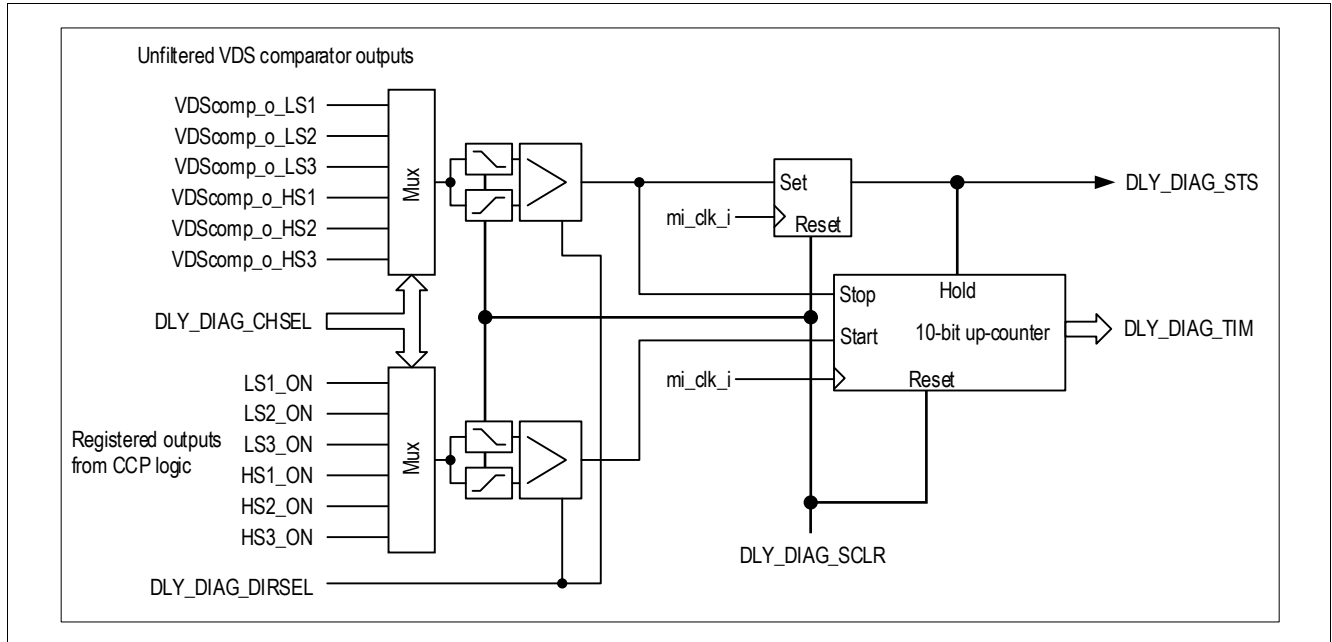 Unfiltered VDS comparator outputs
VDScomp_o_LS1
VDScomp_o_LS2
VDScomp_o_LS3
VDScomp_o_HS1
VDScomp_o_HS2
VDScomp_o_HS3
Mux
DLY_DIAG_CHSEL
LS1_ON
LS2_ON
LS3_ON
HS1_ON
HS2_ON
HS3_ON
Registered outputs
from CCP logic
Mux
DLY_DIAG_DIRSEL
Set
Reset
mi_clk_i
DLY_DIAG_STS
Stop
Hold
Start
10-bit up-counter
Reset
mi_clk_i
DLY_DIAG_TIM
DLY_DIAG_SCLR